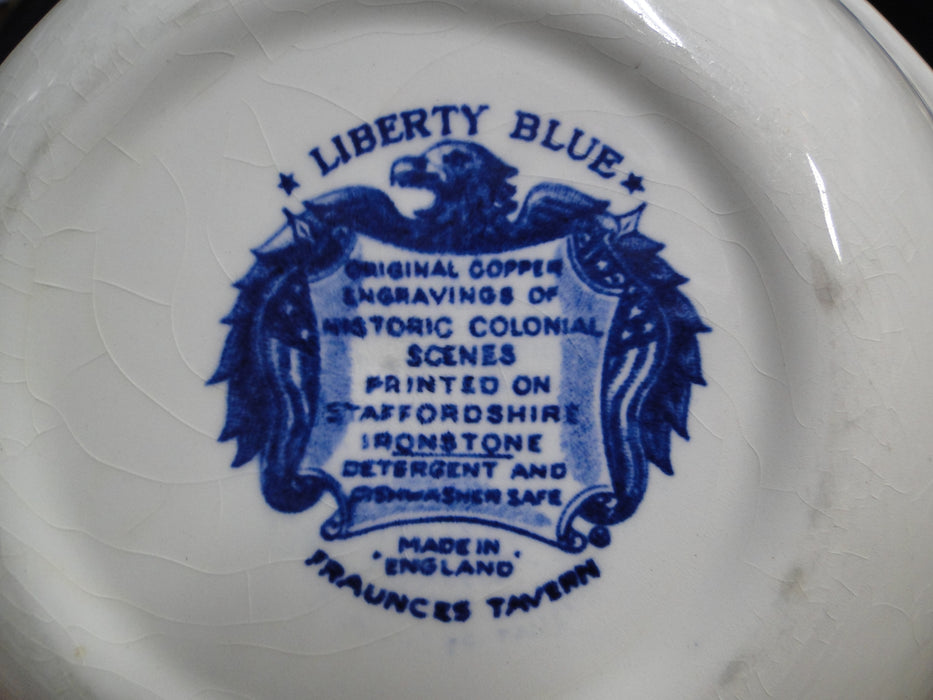 LIBERTY BLUE
ORIGINAL COPPER
ENGRAVINGS OF
HISTORIC COLONIAL
SCENES
PRINTED ON
STAFFORDSHIRE
IRONSTONE
DETERGENT AND
DISHWASHER SAFE
MADE IN
ENGLAND
FRAUNCES TAVERN